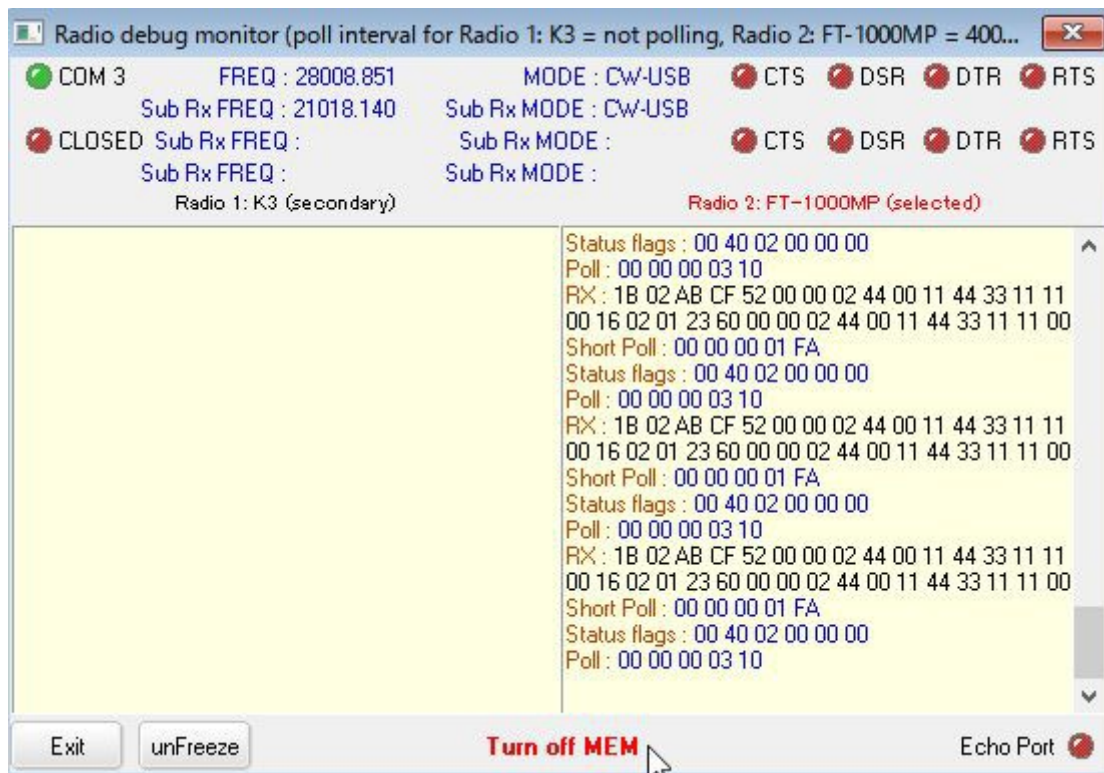 Radio debug monitor (poll interval for Radio 1: K3 = not polling, Radio 2: FT-1000MP = 400...
COM 3 FREQ : 28008.851 MODE : CW-USB CTS DSR DTR RTS
Sub Rx FREQ : 21018.140 Sub Rx MODE : CW-USB
CLOSED Sub Rx FREQ : Sub Rx MODE : CTS DSR DTR RTS
Sub Rx FREQ : Sub Rx MODE :
Radio 1: K3 (secondary) Radio 2: FT-1000MP (selected)
Status flags : 00 40 02 00 00 00
Poll : 00 00 00 03 10
RX : 1B 02 AB CF 52 00 00 02 44 00 11 44 33 11 11
00 16 02 01 23 60 00 00 02 44 00 11 44 33 11 11 00
Short Poll : 00 00 00 01 FA
Status flags : 00 40 02 00 00 00
Poll : 00 00 00 03 10
RX : 1B 02 AB CF 52 00 00 02 44 00 11 44 33 11 11
00 16 02 01 23 60 00 00 02 44 00 11 44 33 11 11 00
Short Poll : 00 00 00 01 FA
Status flags : 00 40 02 00 00 00
Poll : 00 00 00 03 10
RX : 1B 02 AB CF 52 00 00 02 44 00 11 44 33 11 11
00 16 02 01 23 60 00 00 02 44 00 11 44 33 11 11 00
Short Poll : 00 00 00 01 FA
Status flags : 00 40 02 00 00 00
Poll : 00 00 00 03 10
Exit unFreeze Turn off MEM Echo Port